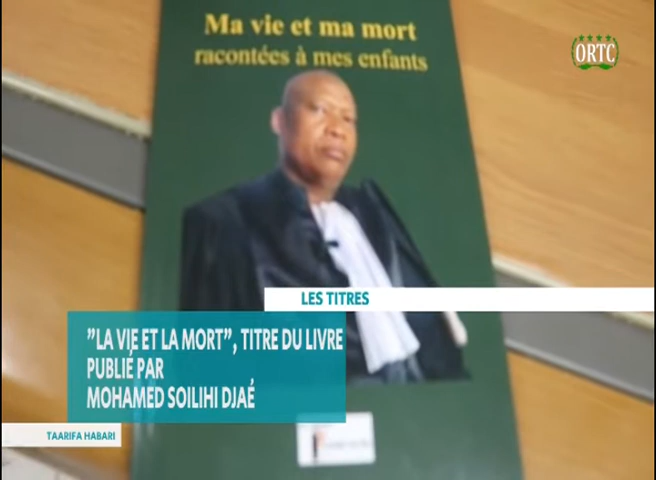 Ma vie et ma mort
racontées à mes enfants
ORTC
LES TITRES
"LA VIE ET LA MORT", TITRE DU LIVRE
PUBLIÉ PAR
MOHAMED SOILIHI DJAÉ
TAARIFA HABARI